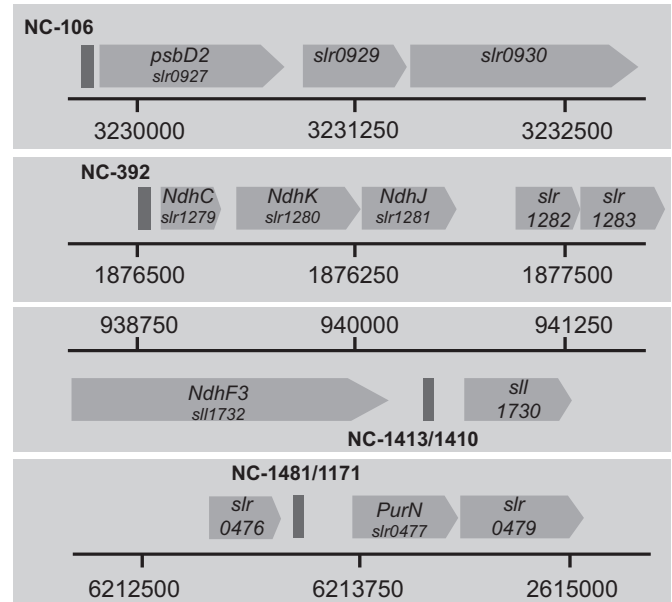 NC-106
psbD2 slr0929 slr0930
slr0927
3230000 3231250 3232500
NC-392
NdhC NdhK NdhJ slr slr
slr1279 slr1280 slr1281 1282 1283
1876500 1876250 1877500
938750 940000 941250
NdhF3 sll
sll1732 1730
NC-1413/1410
NC-1481/1171
slr PurN slr
0476 slr0477 0479
6212500 6213750 2615000